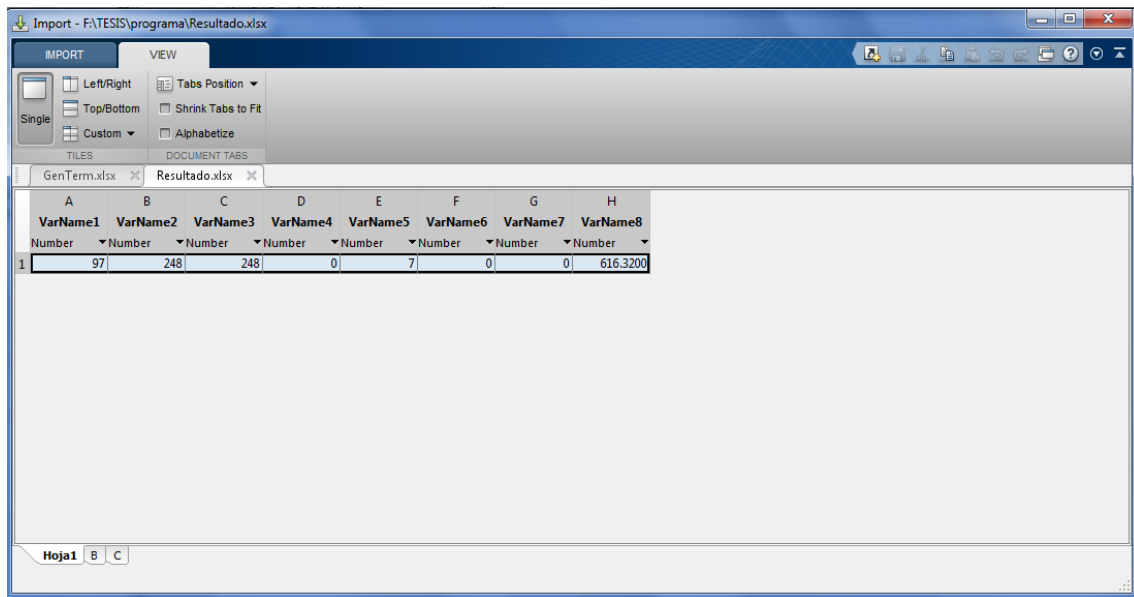 Import - F:\TESIS\programa\Resultado.xlsx
IMPORT VIEW
Single
Left/Right
Top/Bottom
Custom
TILES
Tabs Position
Shrink Tabs to Fit
Alphabetize
DOCUMENT TABS
GenTerm.xlsx Resultado.xlsx
A B C D E F G H
VarName1 VarName2 VarName3 VarName4 VarName5 VarName6 VarName7 VarName8
Number Number Number Number Number Number Number Number
1 97 248 248 0 7 0 0 616.3200
Hoja1 B C